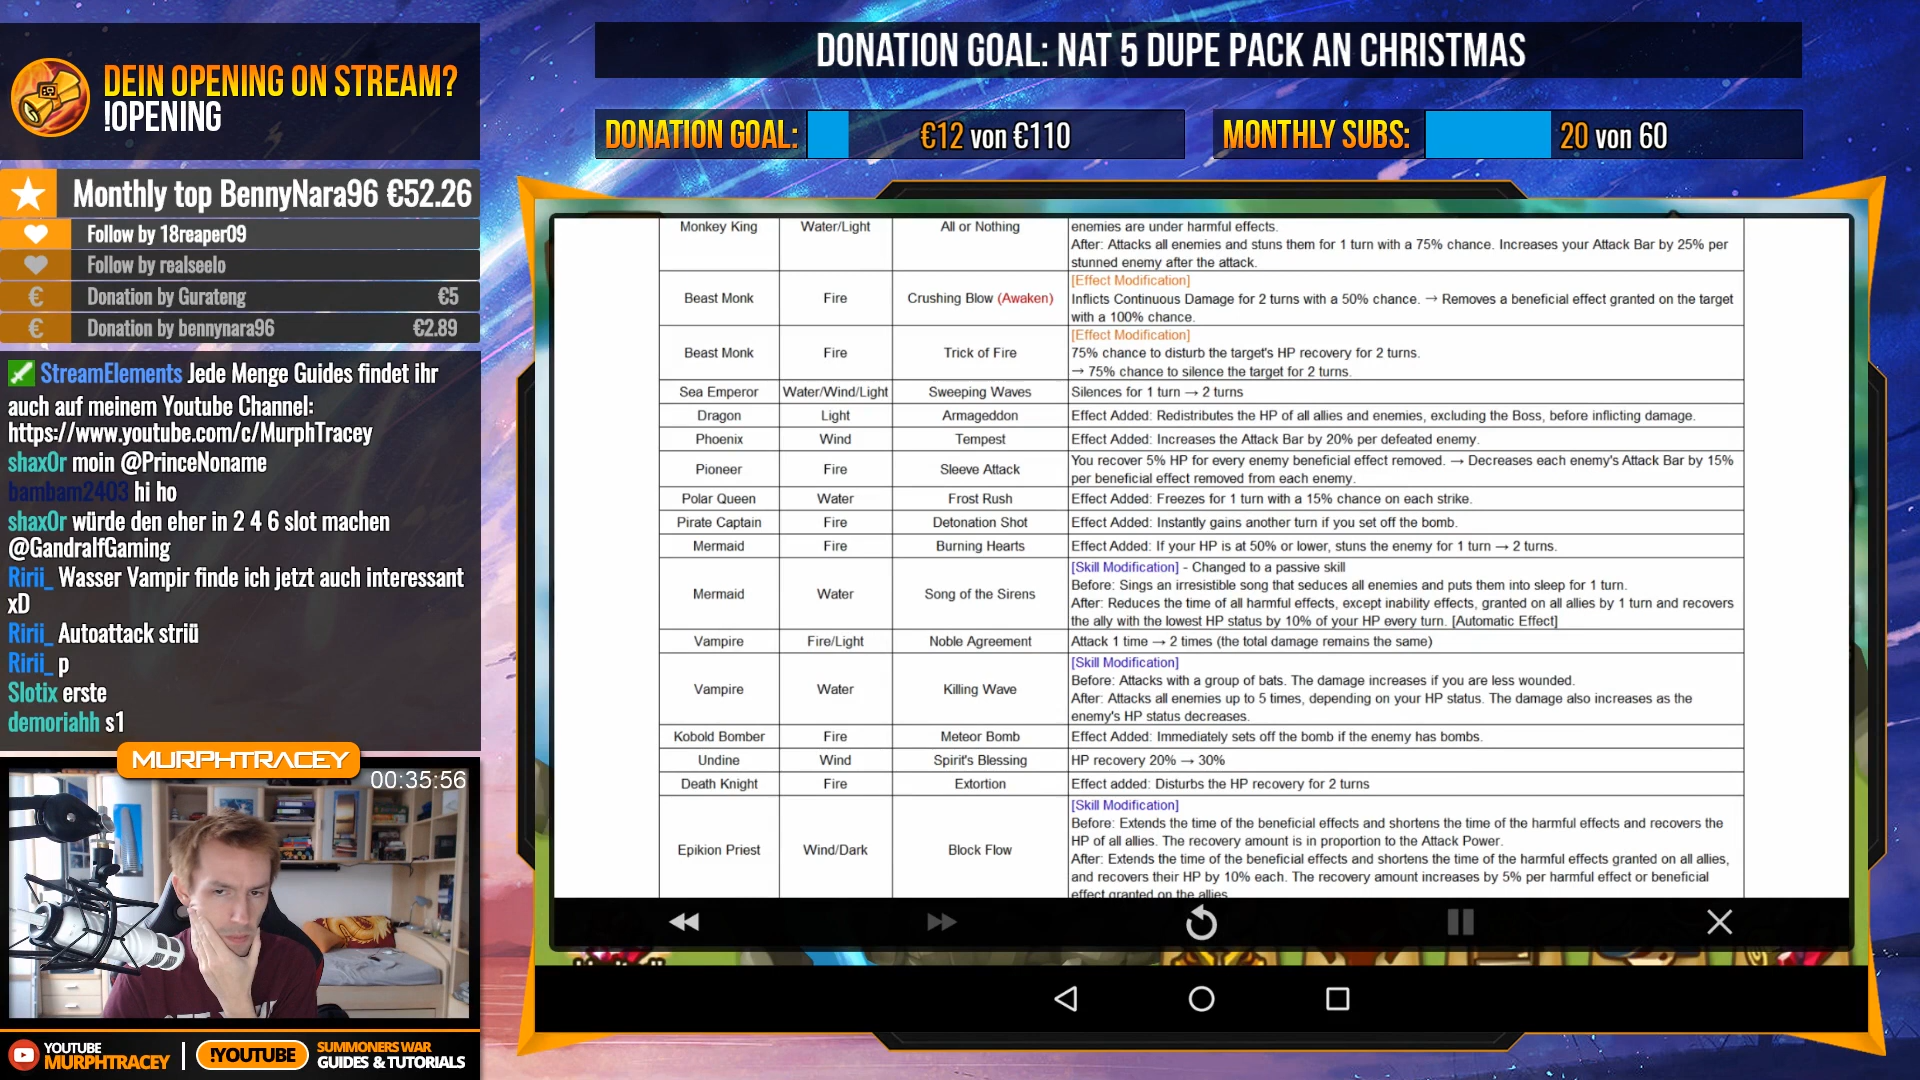 DEIN OPENING ON STREAM?
!OPENING
Monthly top BennyNara96 €52.26
Follow by 18reaper09
Follow by realseelo
€ Donation by Gurateng €5
€ Donation by bennynara96 €2.89
StreamElements Jede Menge Guides findet ihr
auch auf meinem Youtube Channel:
https://www.youtube.com/c/MurphTracey
shax0r moin @PrinceNoname
bambam2403 hi ho
shax0r würde den eher in 2 4 6 slot machen
@GandralfGaming
Ririi_ Wasser Vampir finde ich jetzt auch interessant
xD
Ririi_ Autoattack striü
Ririi_ p
Slotix erste
demoriahh s1
MURPHTRACEY
00:35:56
YOUTUBE
MURPHTRACEY
!YOUTUBE
SUMMONERS WAR
GUIDES & TUTORIALS
DONATION GOAL: NAT 5 DUPE PACK AN CHRISTMAS
DONATION GOAL: €12 von €110
MONTHLY SUBS: 20 von 60
Monkey King Water/Light All or Nothing enemies are under harmful effects.
After: Attacks all enemies and stuns them for 1 turn with a 75% chance. Increases your Attack Bar by 25% per
stunned enemy after the attack.
[Effect Modification]
Beast Monk Fire Crushing Blow (Awaken) Inflicts Continuous Damage for 2 turns with a 50% chance. → Removes a beneficial effect granted on the target
with a 100% chance.
[Effect Modification]
Beast Monk Fire Trick of Fire 75% chance to disturb the target's HP recovery for 2 turns.
→ 75% chance to silence the target for 2 turns.
Sea Emperor Water/Wind/Light Sweeping Waves Silences for 1 turn → 2 turns
Dragon Light Armageddon Effect Added: Redistributes the HP of all allies and enemies, excluding the Boss, before inflicting damage.
Phoenix Wind Tempest Effect Added: Increases the Attack Bar by 20% per defeated enemy.
Pioneer Fire Sleeve Attack You recover 5% HP for every enemy beneficial effect removed. → Decreases each enemy's Attack Bar by 15%
per beneficial effect removed from each enemy.
Polar Queen Water Frost Rush Effect Added: Freezes for 1 turn with a 15% chance on each strike.
Pirate Captain Fire Detonation Shot Effect Added: Instantly gains another turn if you set off the bomb.
Mermaid Fire Burning Hearts Effect Added: If your HP is at 50% or lower, stuns the enemy for 1 turn → 2 turns.
[Skill Modification] - Changed to a passive skill
Before: Sings an irresistible song that seduces all enemies and puts them into sleep for 1 turn.
Mermaid Water Song of the Sirens After: Reduces the time of all harmful effects, except inability effects, granted on all allies by 1 turn and recovers
the ally with the lowest HP status by 10% of your HP every turn. [Automatic Effect]
Vampire Fire/Light Noble Agreement Attack 1 time → 2 times (the total damage remains the same)
[Skill Modification]
Before: Attacks with a group of bats. The damage increases if you are less wounded.
Vampire Water Killing Wave After: Attacks all enemies up to 5 times, depending on your HP status. The damage also increases as the
enemy's HP status decreases.
Kobold Bomber Fire Meteor Bomb Effect Added: Immediately sets off the bomb if the enemy has bombs.
Undine Wind Spirit's Blessing HP recovery 20% → 30%
Death Knight Fire Extortion Effect added: Disturbs the HP recovery for 2 turns
[Skill Modification]
Before: Extends the time of the beneficial effects and shortens the time of the harmful effects and recovers the
HP of all allies. The recovery amount is in proportion to the Attack Power.
Epikion Priest Wind/Dark Block Flow After: Extends the time of the beneficial effects and shortens the time of the harmful effects granted on all allies,
and recovers their HP by 10% each. The recovery amount increases by 5% per harmful effect or beneficial
effect granted on the allies.